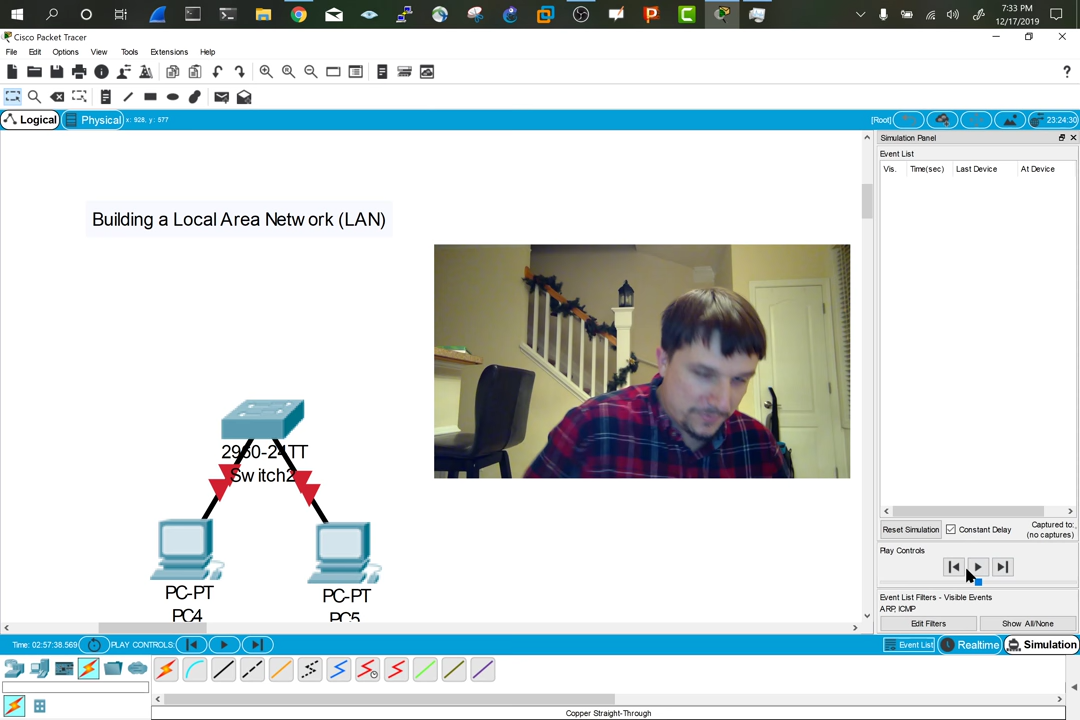 7:33 PM
12/17/2019
Cisco Packet Tracer
File Edit Options View Tools Extensions Help
?
Logical Physical x: 928, y: 577 [Root] 23:24:30
Simulation Panel
Event List
Vis. Time(sec) Last Device At Device
Building a Local Area Network (LAN)
2960-24TT
Switch2
PC-PT
PC4
PC-PT
PC5
Reset Simulation Constant Delay Captured to:
(no captures)
Play Controls
Event List Filters - Visible Events
ARP, ICMP
Edit Filters Show All/None
Time: 02:57:38.569 PLAY CONTROLS: Event List Realtime Simulation
Copper Straight-Through